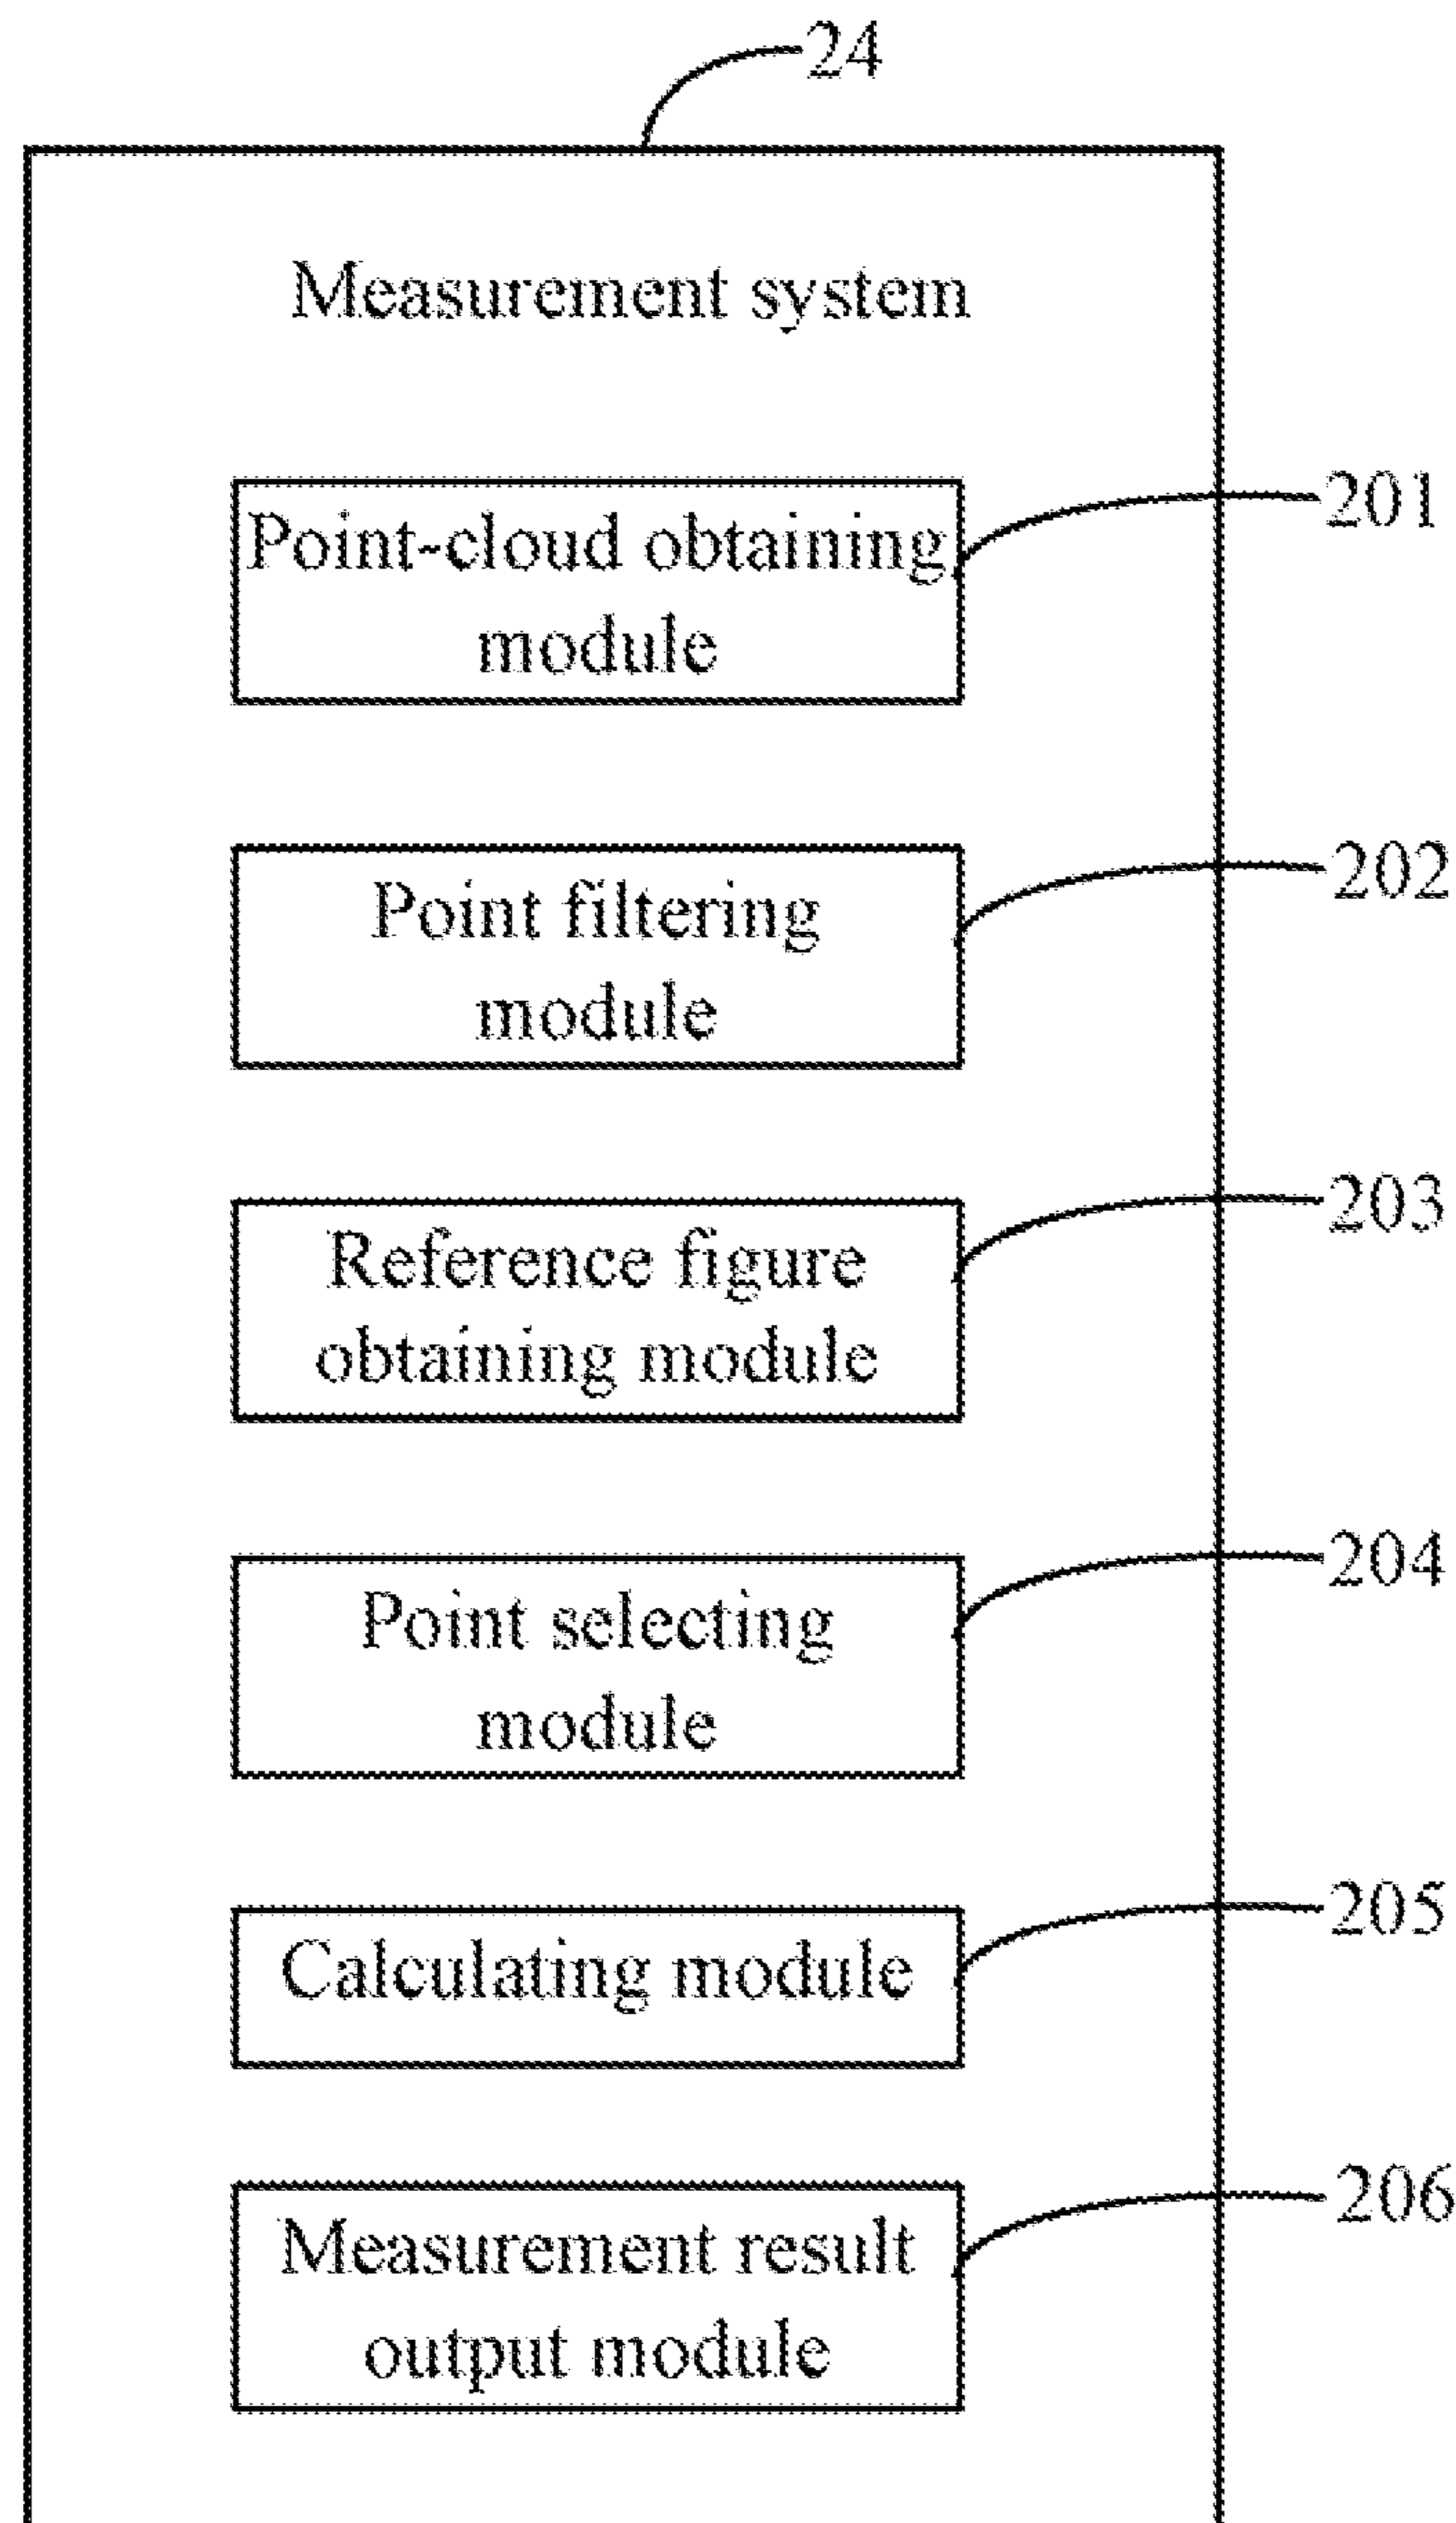 24
Measurement system
Point-cloud obtaining
module
201
Point filtering
module
202
Reference figure
obtaining module
203
Point selecting
module
204
Calculating module
205
Measurement result
output module
206